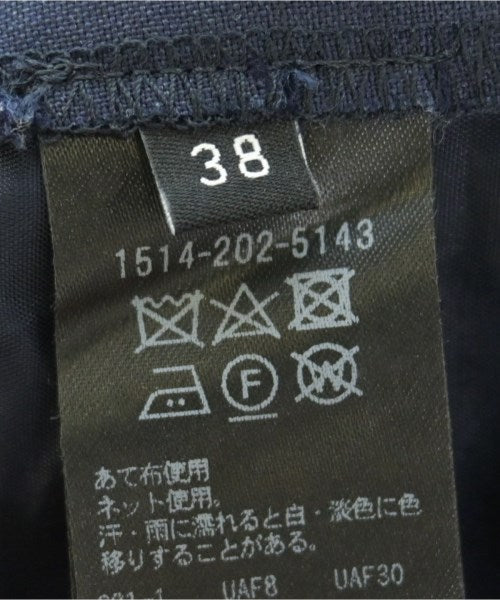 38
1514-202-5143
F
W
あて布使用
ネット使用。
汗・雨に濡れると白・淡色に色
移りすることがある。
UAF8 UAF30